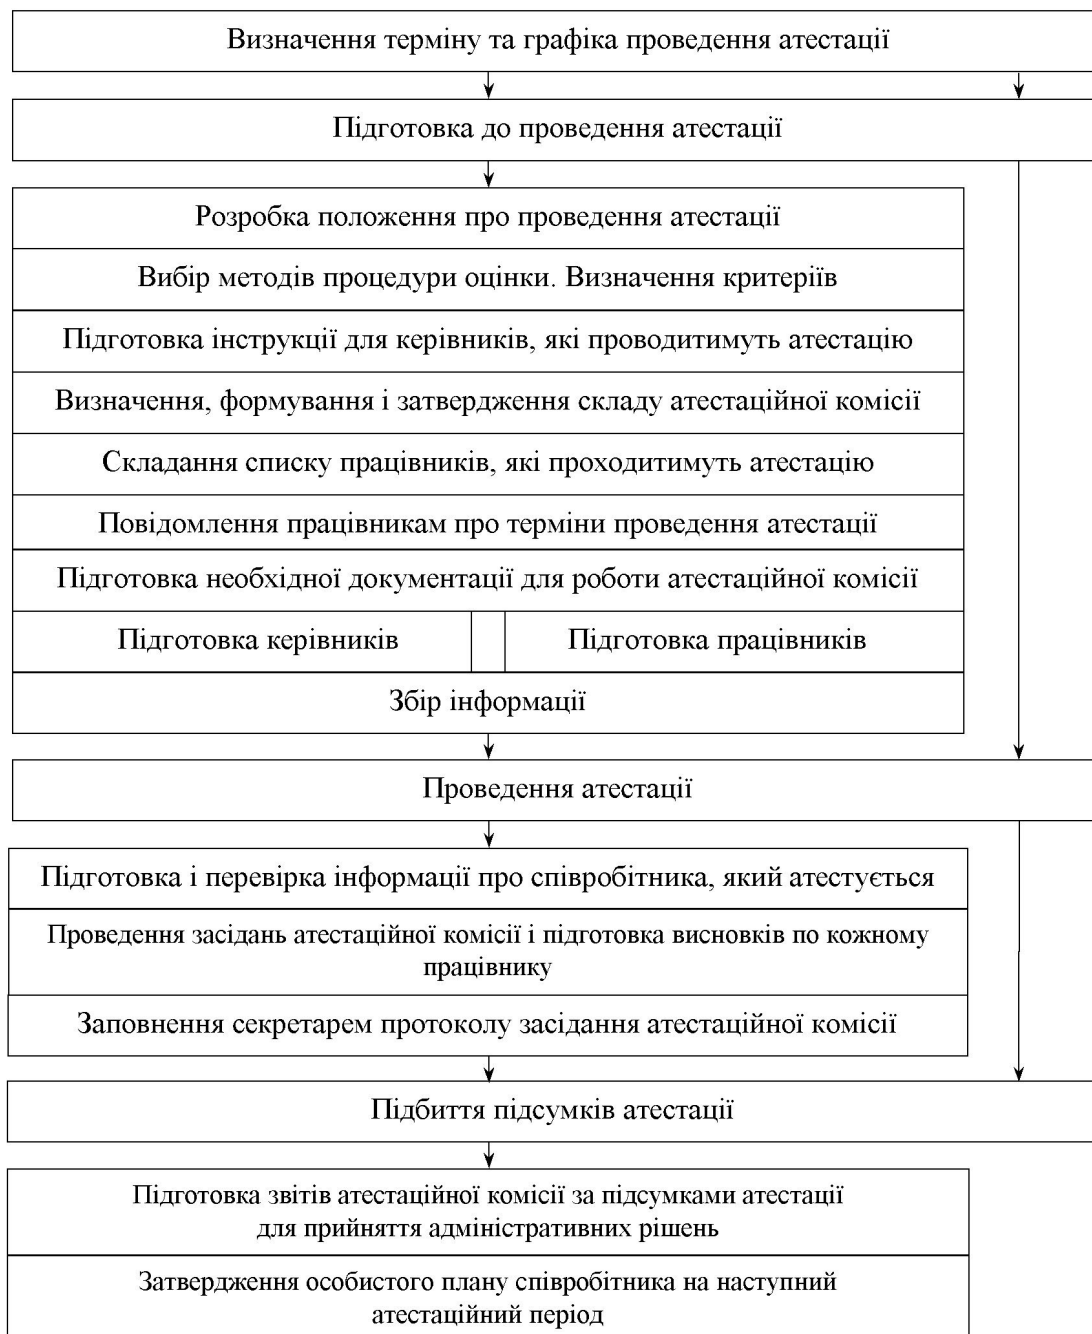 Визначення терміну та графіка проведення атестації
Підготовка до проведення атестації
Розробка положення про проведення атестації
Вибір методів процедури оцінки. Визначення критеріїв
Підготовка інструкції для керівників, які проводитимуть атестацію
Визначення, формування і затвердження складу атестаційної комісії
Складання списку працівників, які проходитимуть атестацію
Повідомлення працівникам про терміни проведення атестації
Підготовка необхідної документації для роботи атестаційної комісії
Підготовка керівників
Підготовка працівників
Збір інформації
Проведення атестації
Підготовка і перевірка інформації про співробітника, який атестується
Проведення засідань атестаційної комісії і підготовка висновків по кожному
працівнику
Заповнення секретарем протоколу засідання атестаційної комісії
Підбиття підсумків атестації
Підготовка звітів атестаційної комісії за підсумками атестації
для прийняття адміністративних рішень
Затвердження особистого плану співробітника на наступний
атестаційний період